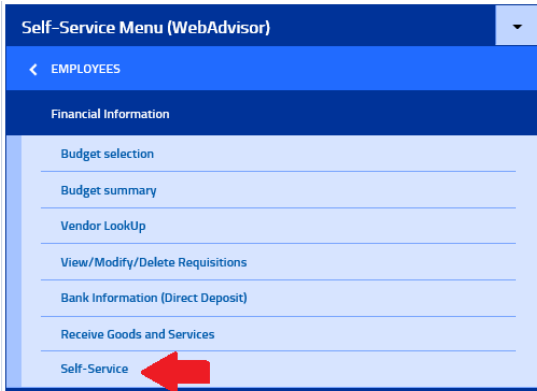 Self-Service Menu (WebAdvisor)
EMPLOYEES
Financial Information
Budget selection
Budget summary
Vendor LookUp
View/Modify/Delete Requisitions
Bank Information (Direct Deposit)
Receive Goods and Services
Self-Service